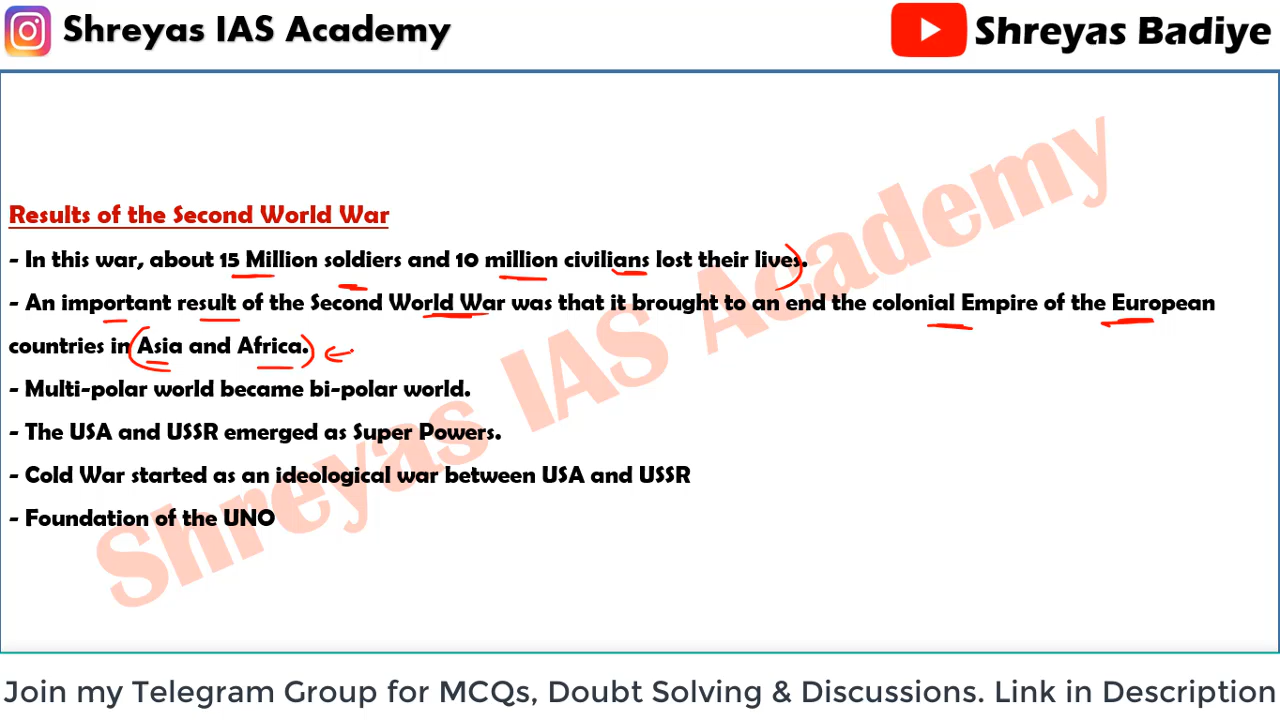 Shreyas IAS Academy
Shreyas Badiye
Shreyas IAS Academy
Results of the Second World War
- In this war, about 15 Million soldiers and 10 million civilians lost their lives.
- An important result of the Second World War was that it brought to an end the colonial Empire of the European
countries in Asia and Africa.
- Multi-polar world became bi-polar world.
- The USA and USSR emerged as Super Powers.
- Cold War started as an ideological war between USA and USSR
- Foundation of the UNO
Join my Telegram Group for MCQs, Doubt Solving & Discussions. Link in Description